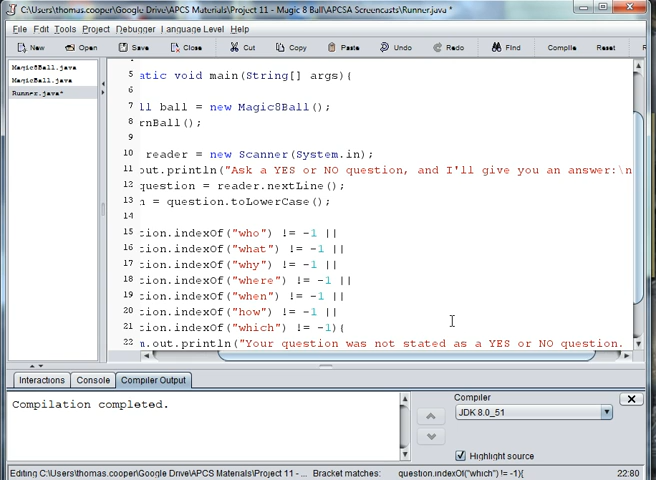 C:\Users\thomas.cooper\Google Drive\APCS Materials\Project 11 - Magic 8 Ball\APCSA Screencasts\Runner.java *
File Edit Tools Project Debugger Language Level Help
New Open Save Close Cut Copy Paste Undo Redo Find Compile Reset
Magic8Ball.java
MagicBall.java
Runner.java*
5 atic void main(String[] args){
6
7 ll ball = new Magic8Ball();
8 rnBall();
9
10 reader = new Scanner(System.in);
11 out.println("Ask a YES or NO question, and I'll give you an answer:\n
12 question = reader.nextLine();
13 n = question.toLowerCase();
14
15 tion.indexOf("who") != -1 ||
16 tion.indexOf("what") != -1 ||
17 tion.indexOf("why") != -1 ||
18 tion.indexOf("where") != -1 ||
19 tion.indexOf("when") != -1 ||
20 tion.indexOf("how") != -1 ||
21 tion.indexOf("which") != -1){
22 m.out.println("Your question was not stated as a YES or NO question.
Interactions Console Compiler Output
Compilation completed.
Compiler
JDK 8.0_51
Highlight source
Editing C:\Users\thomas.cooper\Google Drive\APCS Materials\Project 11 - ... Bracket matches: question.indexOf("which") != -1){ 22:80